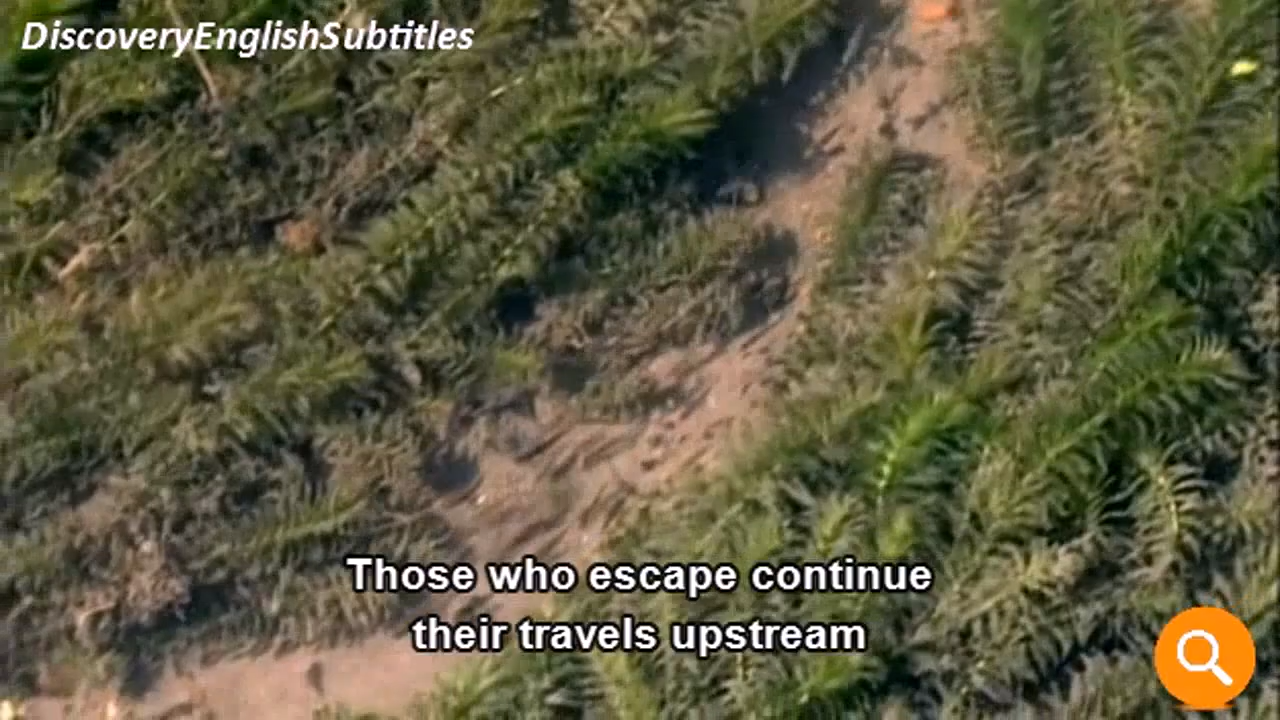 DiscoveryEnglishSubtitles
Those who escape continue
their travels upstream